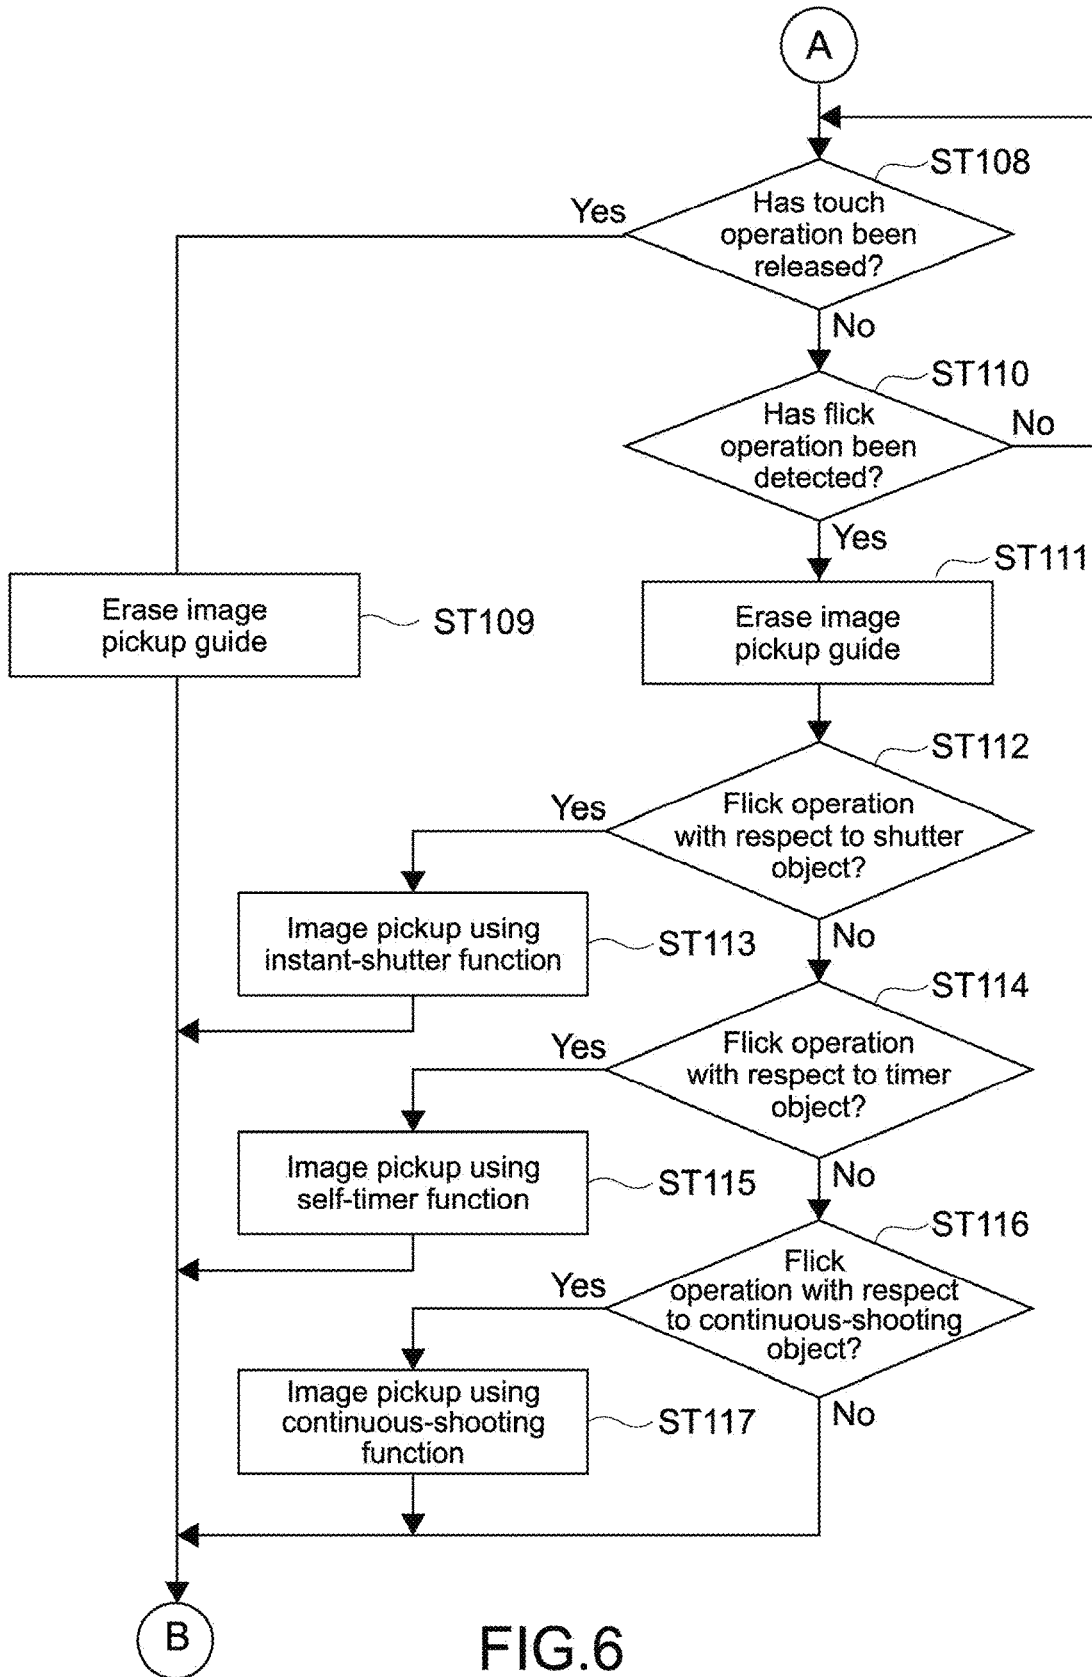 A
ST108
Yes
Has touch
operation been
released?
No
ST110
Has flick
operation been
detected?
No
Yes
ST111
Erase image
pickup guide
ST109
Erase image
pickup guide
ST112
Yes
Flick operation
with respect to shutter
object?
Image pickup using
instant-shutter function
ST113
No
ST114
Yes
Flick operation
with respect to timer
object?
Image pickup using
self-timer function
ST115
No
ST116
Yes
Flick
operation with respect
to continuous-shooting
object?
Image pickup using
continuous-shooting
function
ST117
No
B
FIG.6